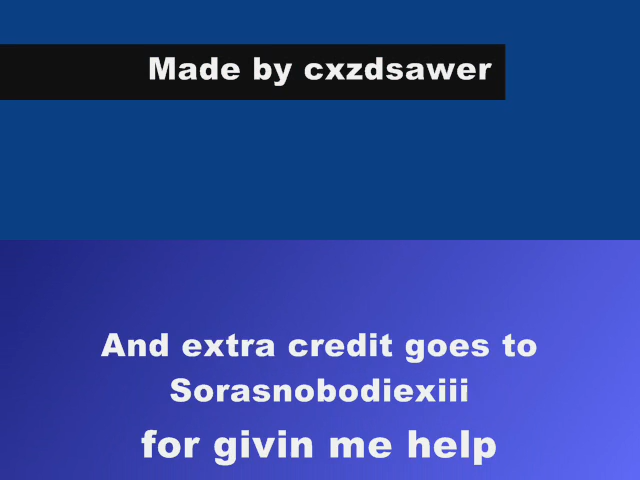 Made by cxzdsawer
And extra credit goes to
Sorasnobodiexiii
for givin me help